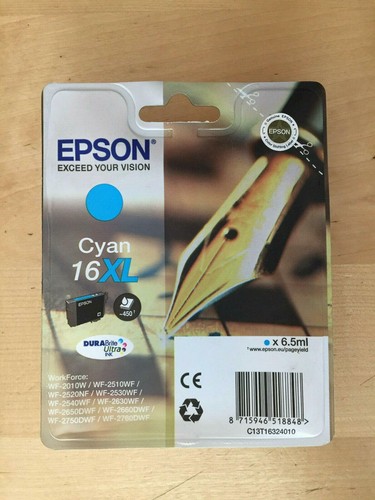 EPSON
EXCEED YOUR VISION
EPSON
Cyan
16XL
EPSON
~450
DURABrite
Ultra
Ink
x 6.5ml
¹www.epson.eu/pageyield
WorkForce:
WF-2010W / WF-2510WF /
WF-2520NF / WF-2530WF /
WF-2540WF / WF-2630WF /
WF-2650DWF / WF-2660DWF /
WF-2750DWF / WF-2760DWF
CE
8 715946 518848 >
C13T16324010